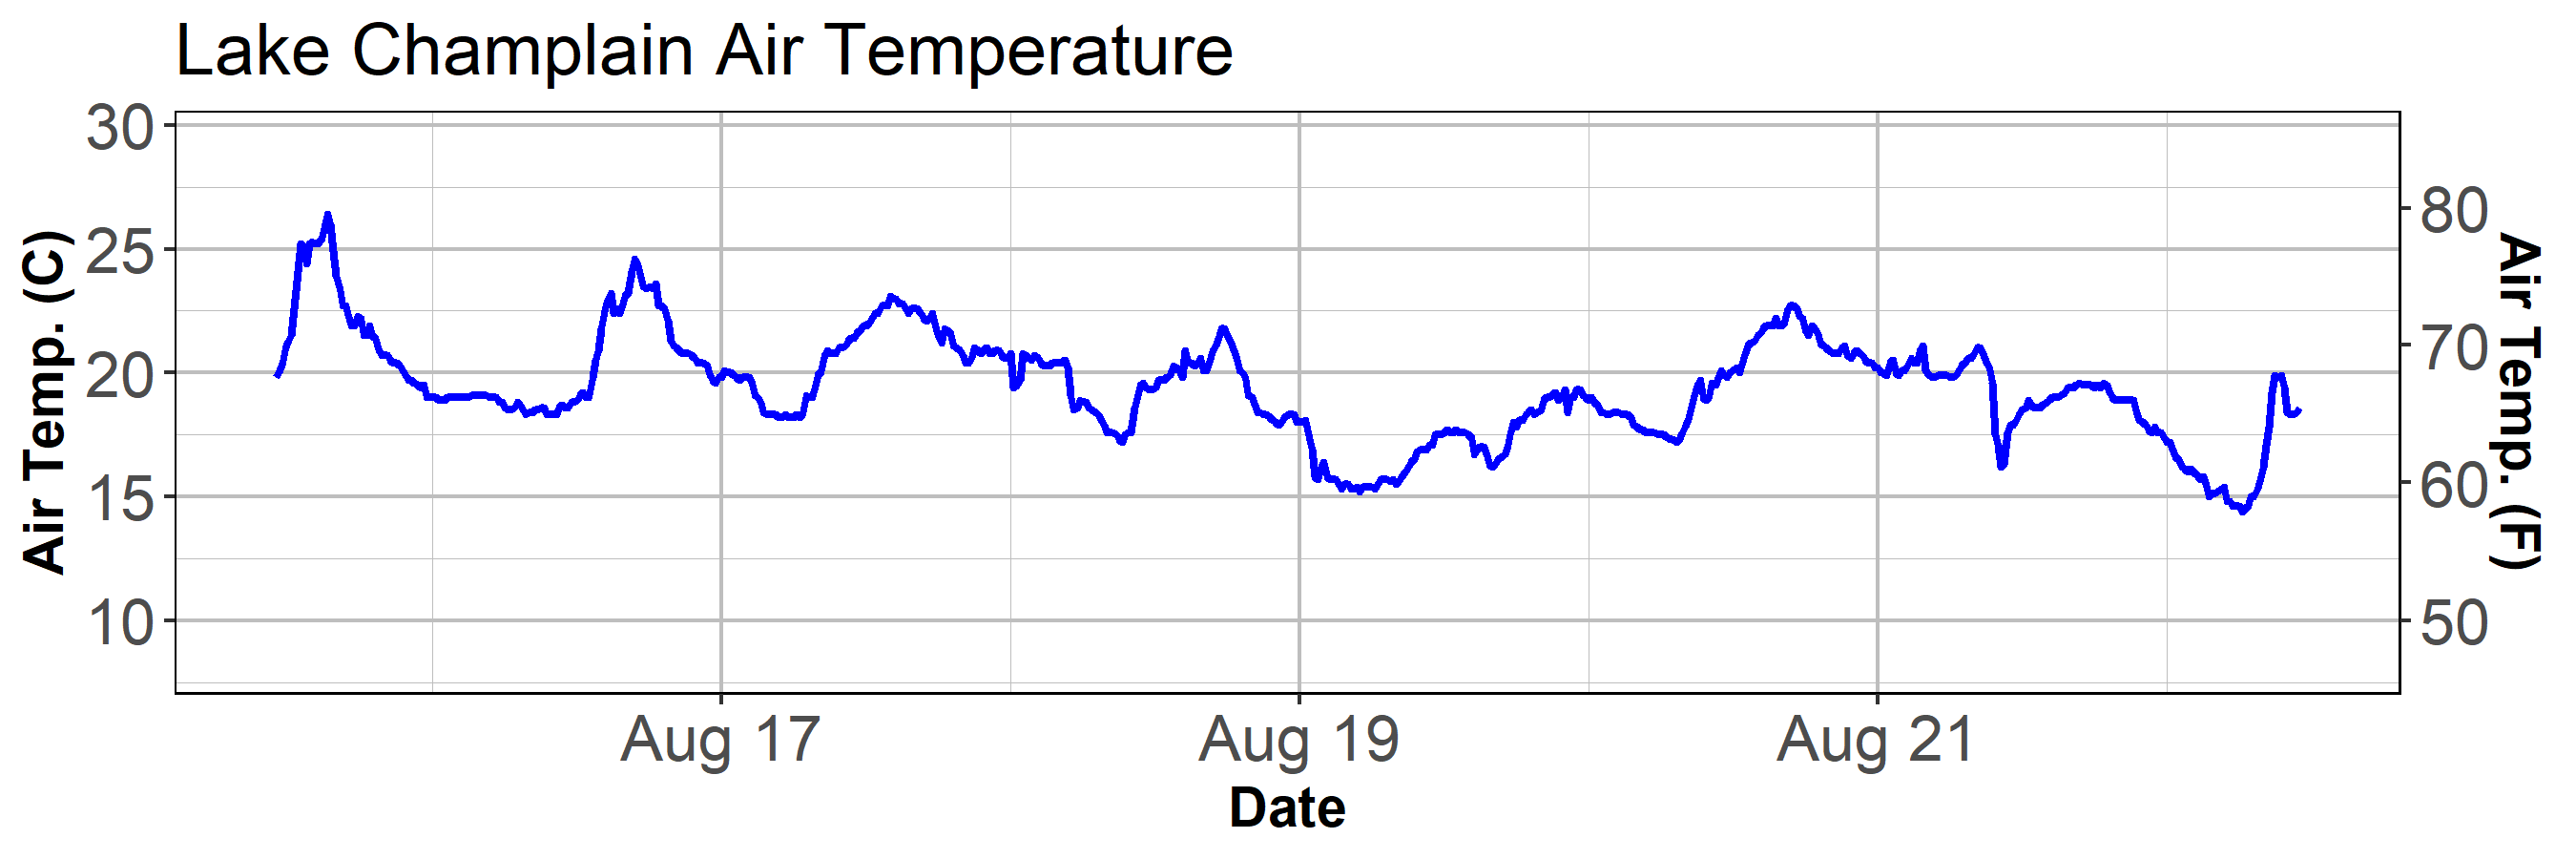 Lake Champlain Air Temperature
30
25
20
15
10
Air Temp. (C)
80
70
60
50
Air Temp. (F)
Aug 17
Aug 19
Aug 21
Date